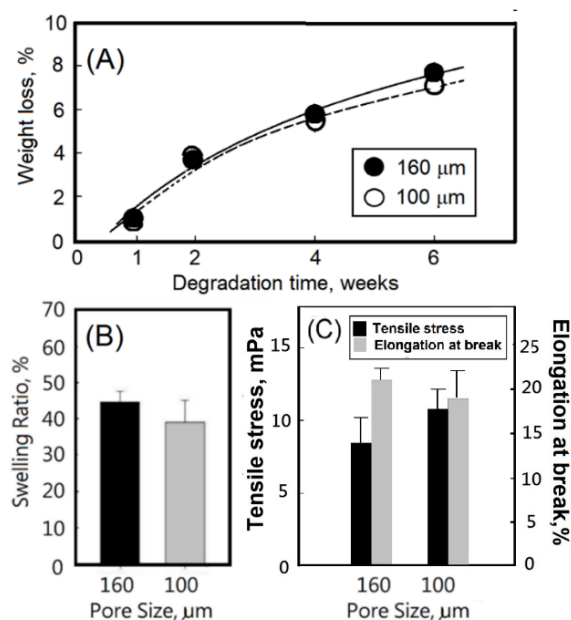 10
8
6
4
2
0
Weight loss, %
(A)
160 μm
100 μm
1
2
4
6
Degradation time, weeks
70
60
50
40
30
20
10
0
Swelling Ratio, %
(B)
160
100
Pore Size, μm
15
10
5
0
Tensile stress, mPa
(C)
Tensile stress
Elongation at break
25
20
15
10
5
0
Elongation at break,%
160
100
Pore Size, μm